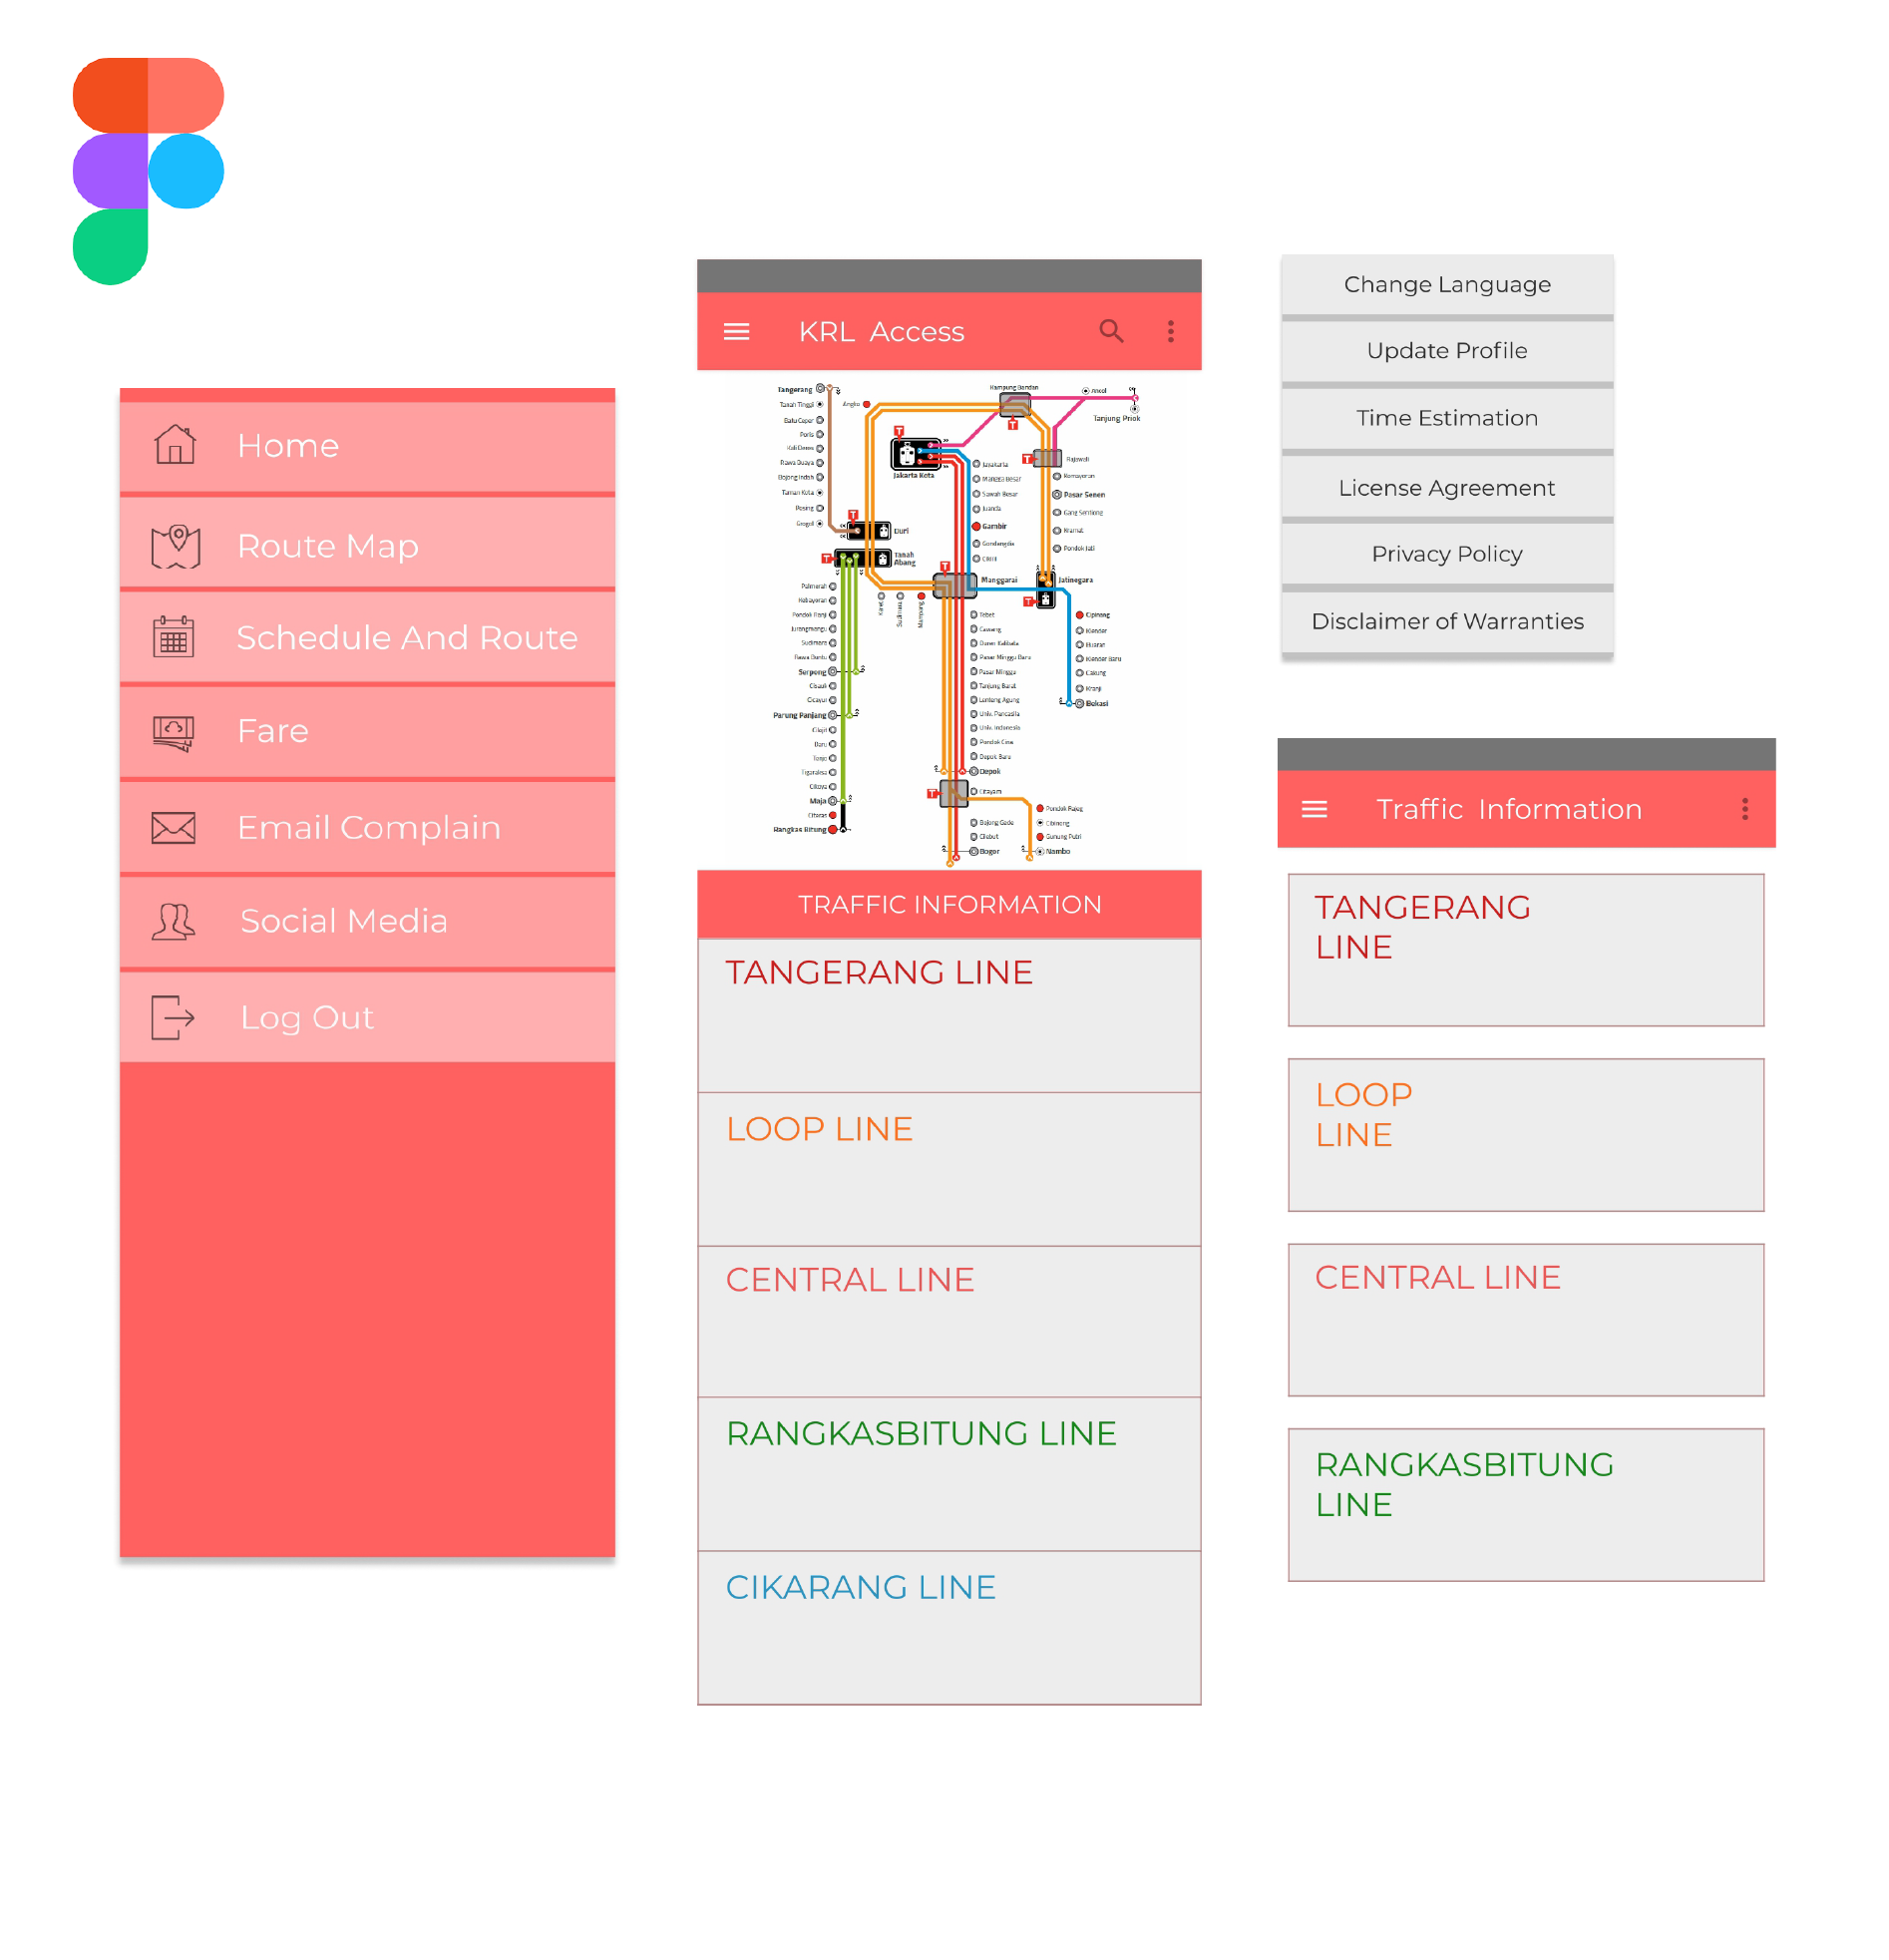 Home
Route Map
Schedule And Route
Fare
Email Complain
Social Media
Log Out
KRL Access
Tangerang
Tanah Tinggi
Batu Ceper
Poris
Kali Deres
Rawa Buaya
Bojong Indah
Taman Kota
Pesing
Grogol
Angke
Kampung Bandan
Ancol
Tanjung Priok
Jakarta Kota
Rajawali
Jayakarta
Mangga Besar
Sawah Besar
Juanda
Gambir
Gondangdia
Cikini
Kemayoran
Pasar Senen
Gang Sentiong
Kramat
Pondok Jati
Duri
Tanah
Abang
Manggarai
Jatinegara
Karet
Sudirman
Mampang
Palmerah
Kebayoran
Pondok Ranji
Jurangmangu
Sudimara
Rawa Buntu
Serpong
Cisauk
Cicayur
Parung Panjang
Cilejit
Daru
Tenjo
Tigaraksa
Cikoya
Maja
Citeras
Rangkas Bitung
Tebet
Cawang
Duren Kalibata
Pasar Minggu Baru
Pasar Minggu
Tanjung Barat
Lenteng Agung
Univ. Pancasila
Univ. Indonesia
Pondok Cina
Depok Baru
Depok
Citayam
Bojong Gede
Cilebut
Bogor
Cipinang
Klender
Buaran
Klender Baru
Cakung
Kranji
Bekasi
Pondok Rajeg
Cibinong
Gunung Putri
Nambo
TRAFFIC INFORMATION
TANGERANG LINE
LOOP LINE
CENTRAL LINE
RANGKASBITUNG LINE
CIKARANG LINE
Change Language
Update Profile
Time Estimation
License Agreement
Privacy Policy
Disclaimer of Warranties
Traffic Information
TANGERANG
LINE
LOOP
LINE
CENTRAL LINE
RANGKASBITUNG
LINE